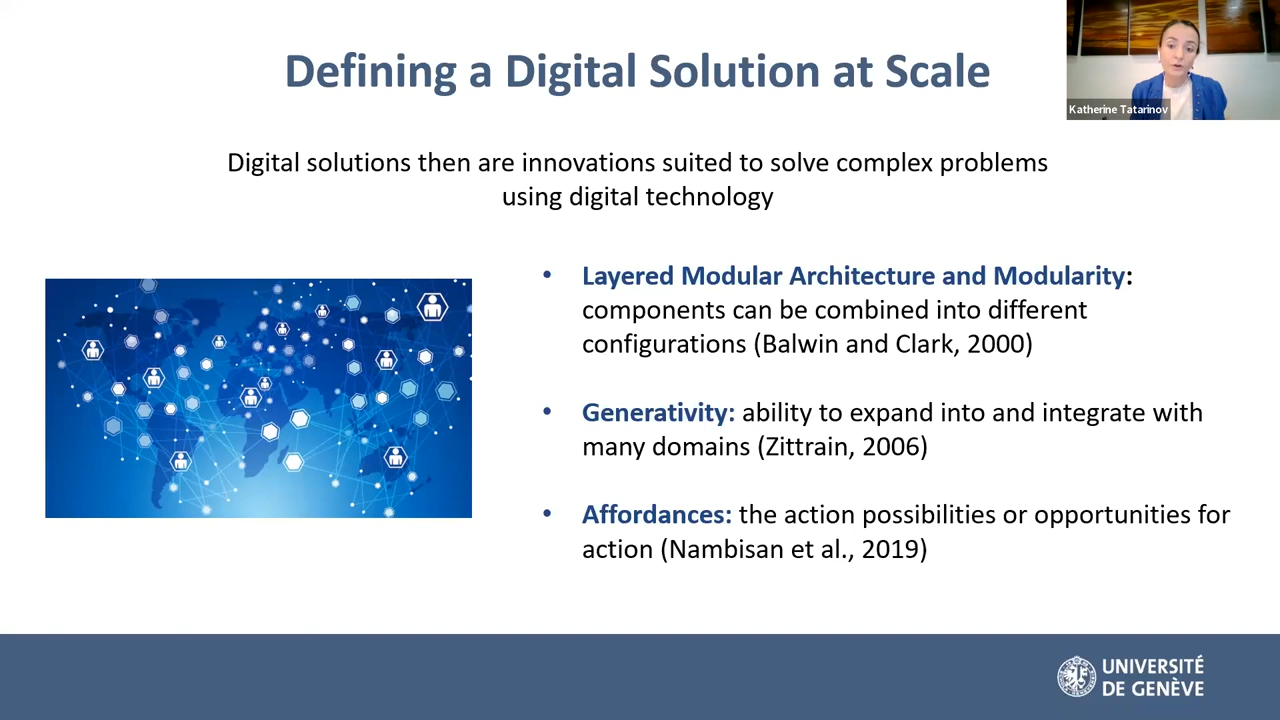 Defining a Digital Solution at Scale
Katherine Tatarinov
Digital solutions then are innovations suited to solve complex problems
using digital technology
• Layered Modular Architecture and Modularity:
components can be combined into different
configurations (Balwin and Clark, 2000)
• Generativity: ability to expand into and integrate with
many domains (Zittrain, 2006)
• Affordances: the action possibilities or opportunities for
action (Nambisan et al., 2019)
UNIVERSITÉ
DE GENÈVE